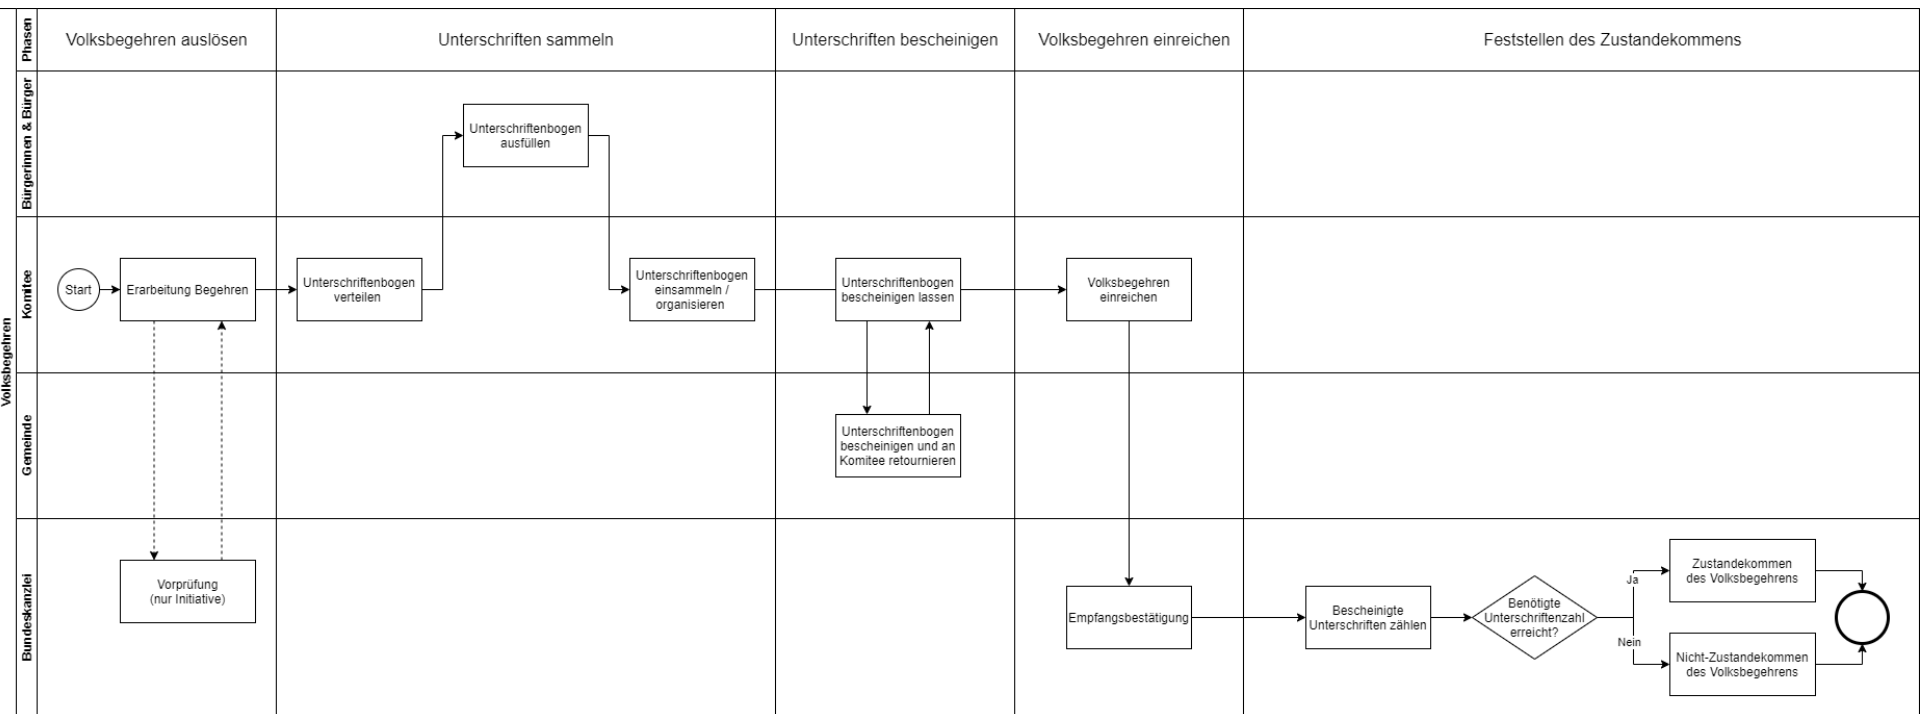 Volksbegehren
Phasen
Volksbegehren auslösen
Unterschriften sammeln
Unterschriften bescheinigen
Volksbegehren einreichen
Feststellen des Zustandekommens
Bürgerinnen & Bürger
Unterschriftenbogen
ausfüllen
Komitee
Start
Erarbeitung Begehren
Unterschriftenbogen
verteilen
Unterschriftenbogen
einsammeln /
organisieren
Unterschriftenbogen
bescheinigen lassen
Volksbegehren
einreichen
Gemeinde
Unterschriftenbogen
bescheinigen und an
Komitee retournieren
Bundeskanzlei
Vorprüfung
(nur Initiative)
Empfangsbestätigung
Bescheinigte
Unterschriften zählen
Benötigte
Unterschriftenzahl
erreicht?
Ja
Nein
Zustandekommen
des Volksbegehrens
Nicht-Zustandekommen
des Volksbegehrens